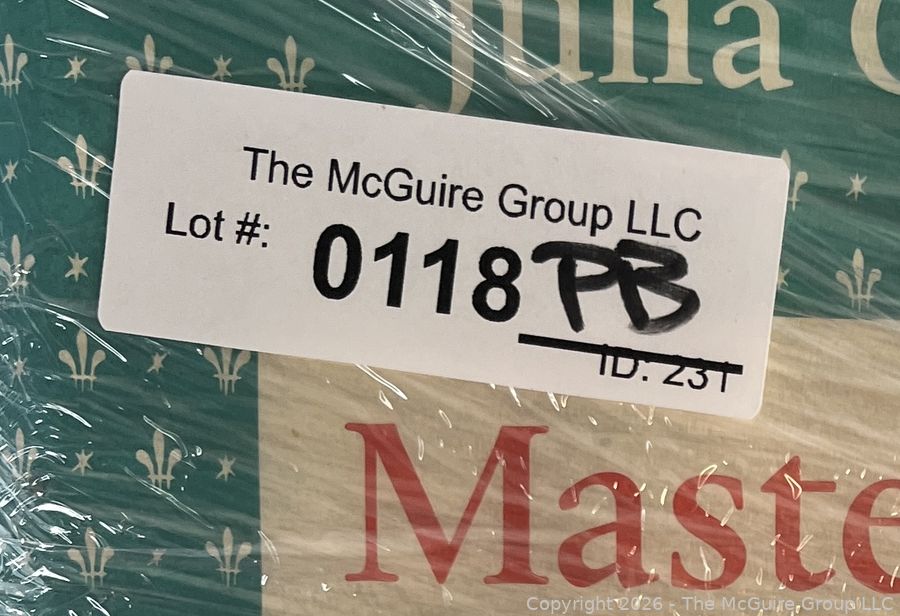 Julia
The McGuire Group LLC
Lot #:
0118 PB
ID: 231
Maste
Copyright 2026 - The McGuire Group LLC